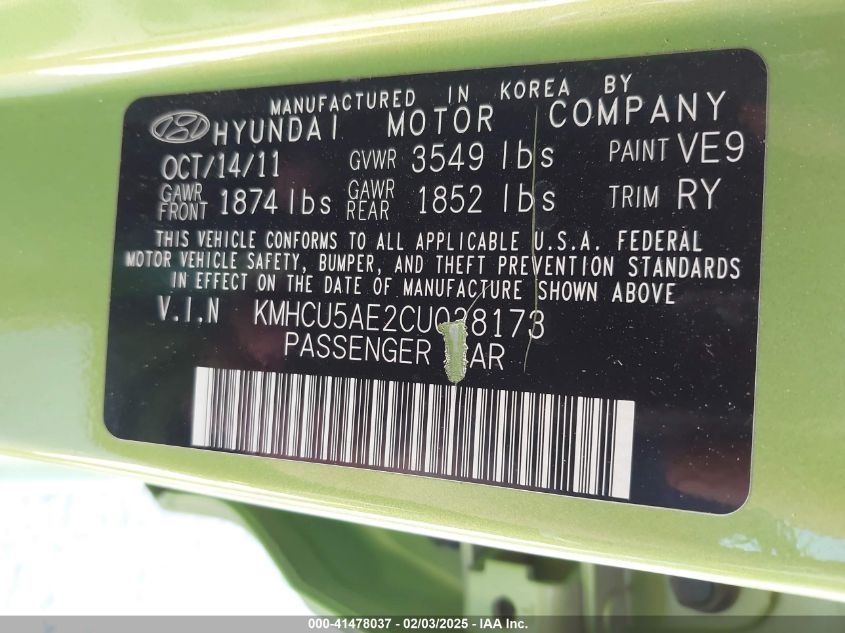 MANUFACTURED IN KOREA BY
HYUNDAI MOTOR COMPANY
OCT/14/11 GVWR 3549 lbs PAINT VE9
GAWR FRONT 1874 lbs GAWR REAR 1852 lbs TRIM RY
THIS VEHICLE CONFORMS TO ALL APPLICABLE U.S.A. FEDERAL
MOTOR VEHICLE SAFETY, BUMPER, AND THEFT PREVENTION STANDARDS
IN EFFECT ON THE DATE OF MANUFACTURE SHOWN ABOVE
V.I.N KMHCU5AE2CU038173
PASSENGER CAR
000-41478037 - 02/03/2025 - IAA Inc.